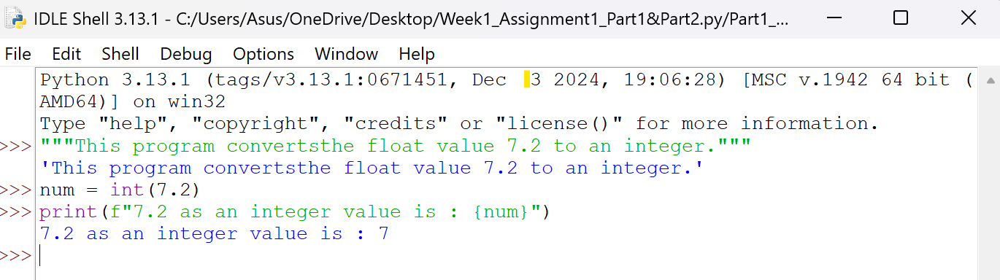 IDLE Shell 3.13.1 - C:/Users/Asus/OneDrive/Desktop/Week1_Assignment1_Part1&Part2.py/Part1_...
File Edit Shell Debug Options Window Help
Python 3.13.1 (tags/v3.13.1:0671451, Dec  3 2024, 19:06:28) [MSC v.1942 64 bit (
AMD64)] on win32
Type "help", "copyright", "credits" or "license()" for more information.
>>> """This program convertsthe float value 7.2 to an integer."""
'This program convertsthe float value 7.2 to an integer.'
>>> num = int(7.2)
>>> print(f"7.2 as an integer value is : {num}")
7.2 as an integer value is : 7
>>>